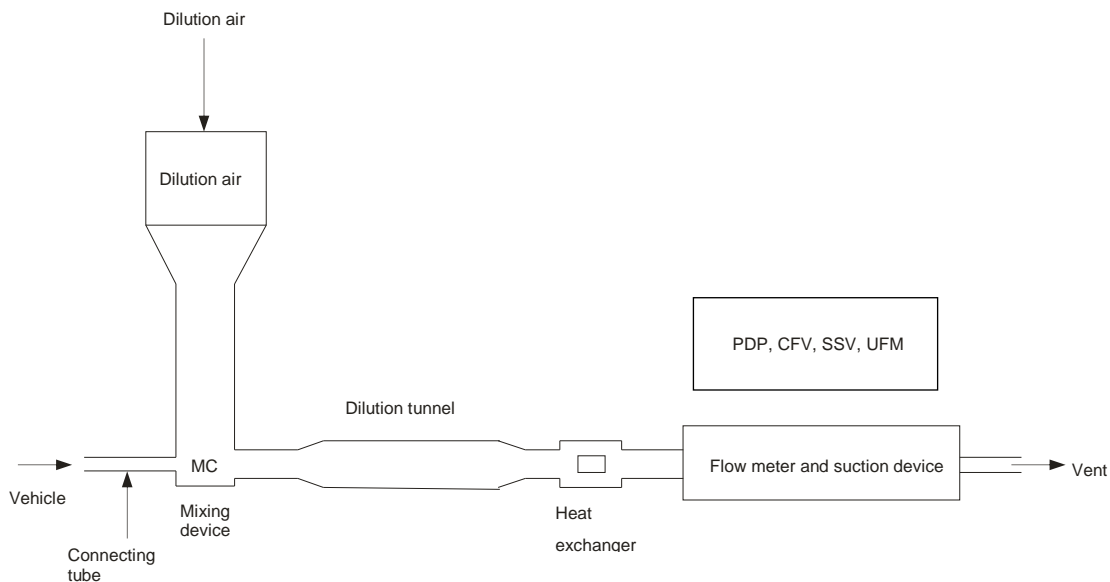 Dilution air
Dilution air
PDP, CFV, SSV, UFM
Dilution tunnel
MC
Flow meter and suction device
Vent
Vehicle
Mixing
device
Heat
exchanger
Connecting
tube